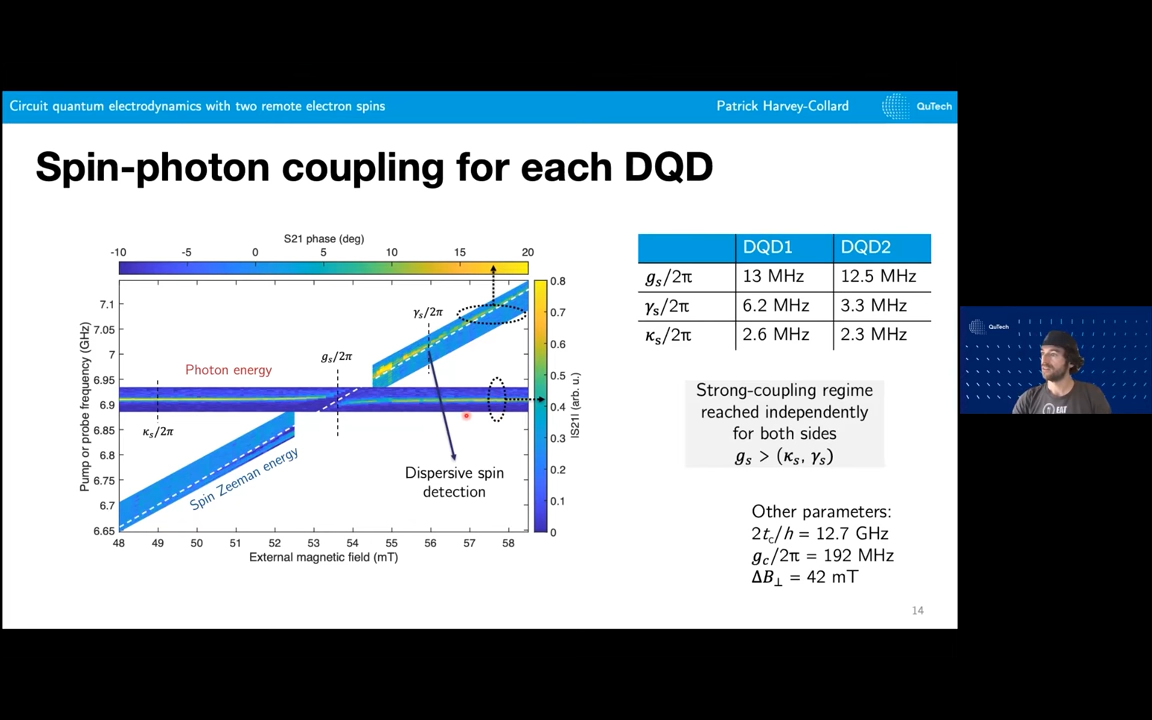 Circuit quantum electrodynamics with two remote electron spins
Patrick Harvey-Collard
QuTech
Spin-photon coupling for each DQD
S21 phase (deg)
-10 -5 0 5 10 15 20
Pump or probe frequency (GHz)
7.1
7.05
7
6.95
6.9
6.85
6.8
6.75
6.7
6.65
48 49 50 51 52 53 54 55 56 57 58
External magnetic field (mT)
Photon energy
κₛ/2π
gₛ/2π
γₛ/2π
Spin Zeeman energy
Dispersive spin
detection
0.8
0.7
0.6
0.5
0.4
0.3
0.2
0.1
0
|S21| (arb. u.)
DQD1 DQD2
gₛ/2π 13 MHz 12.5 MHz
γₛ/2π 6.2 MHz 3.3 MHz
κₛ/2π 2.6 MHz 2.3 MHz
Strong-coupling regime
reached independently
for both sides
gₛ > (κₛ, γₛ)
Other parameters:
2t_c/h = 12.7 GHz
g_c/2π = 192 MHz
ΔB⊥ = 42 mT
14
QuTech
EAT